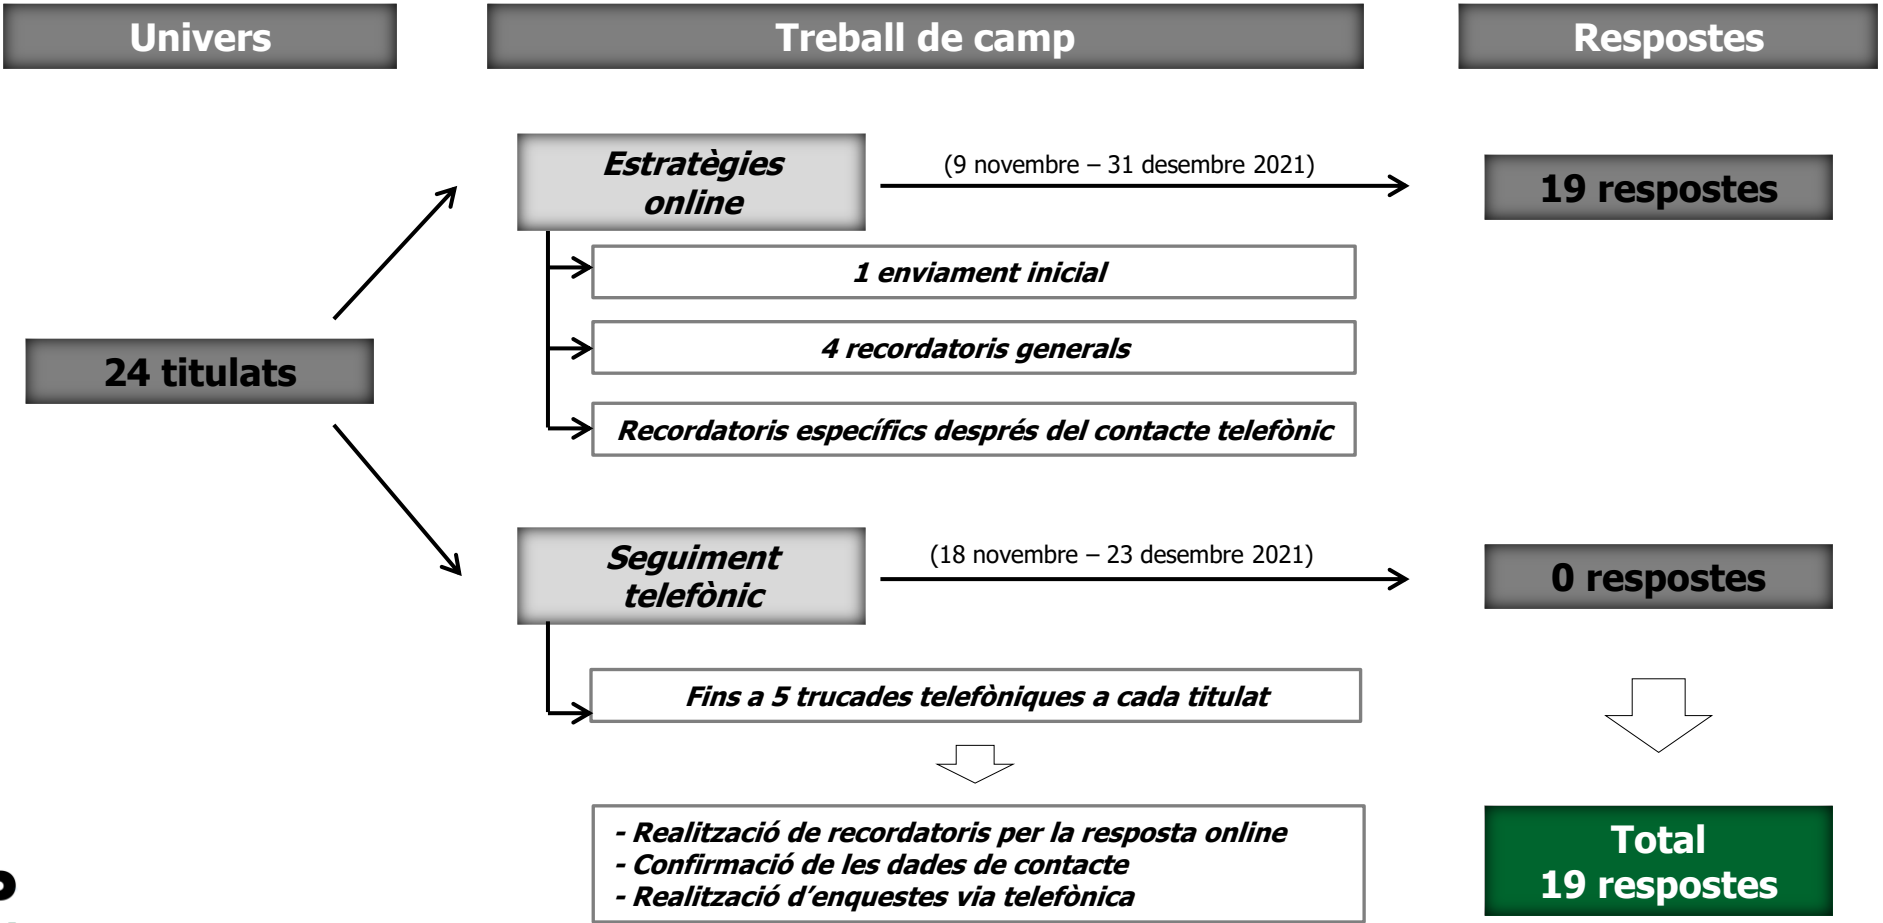 Univers
Treball de camp
Respostes
Estratègies
online
(9 novembre – 31 desembre 2021)
19 respostes
1 enviament inicial
4 recordatoris generals
24 titulats
Recordatoris específics després del contacte telefònic
Seguiment
telefònic
(18 novembre – 23 desembre 2021)
0 respostes
Fins a 5 trucades telefòniques a cada titulat
- Realització de recordatoris per la resposta online
- Confirmació de les dades de contacte
- Realització d'enquestes via telefònica
Total
19 respostes